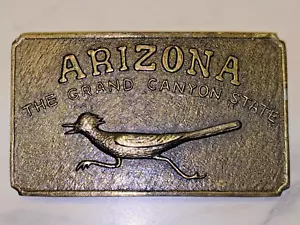 ARIZONA
THE GRAND CANYON STATE